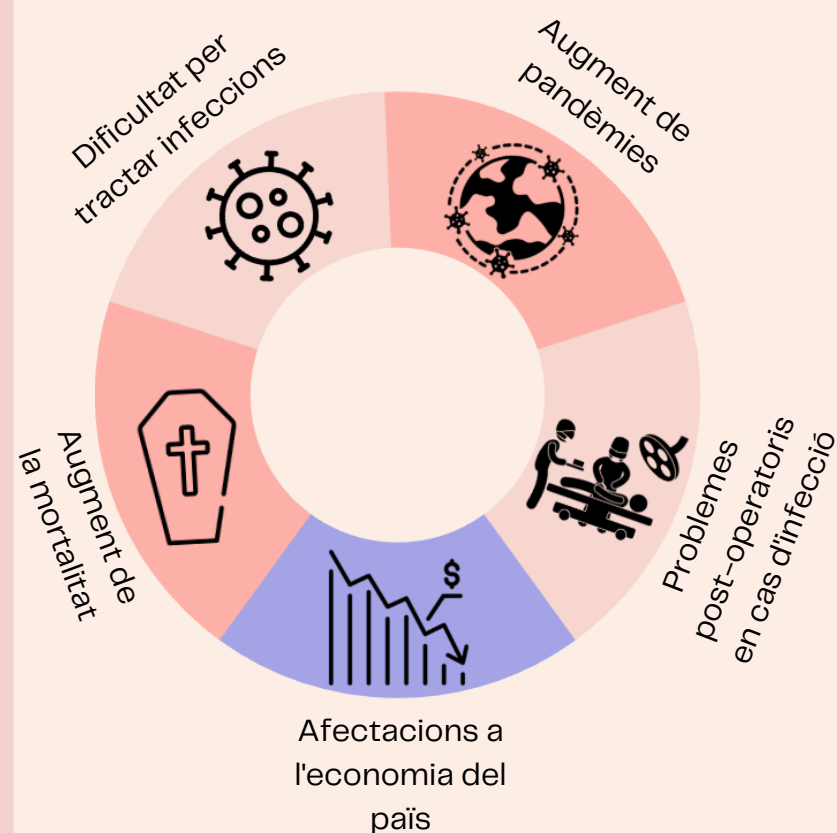 Dificultat per
tractar infeccions
Augment de
pandèmies
Augment de
la mortalitat
Problemes
post-operatoris
en cas d'infecció
$
Afectacions a
l'economia del
país